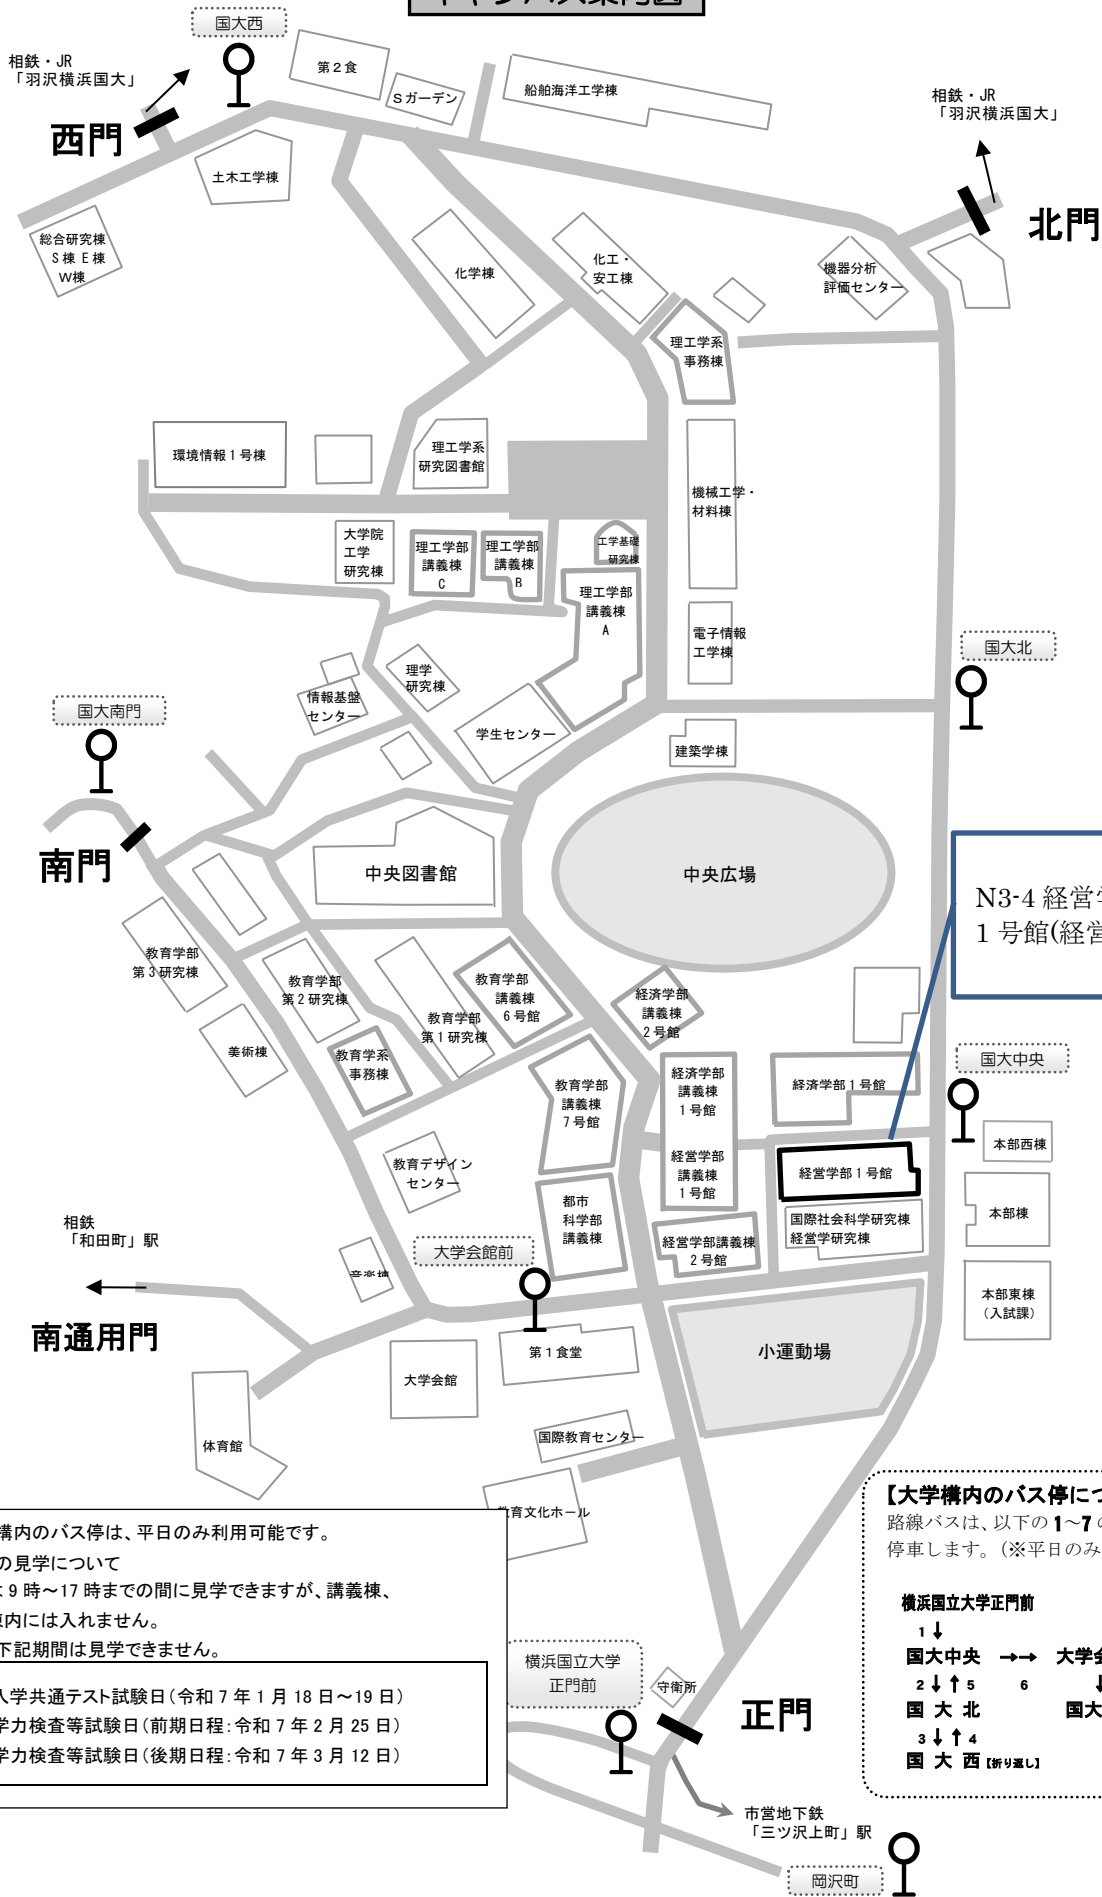 キャンパス案内図
国大西
相鉄・JR
「羽沢横浜国大」
西門
第２食
Ｓガーデン
船舶海洋工学棟
相鉄・JR
「羽沢横浜国大」
北門
土木工学棟
総合研究棟
Ｓ棟 Ｅ棟
Ｗ棟
化学棟
化工・
安工棟
機器分析
評価センター
理工学系
事務棟
環境情報１号棟
理工学系
研究図書館
機械工学・
材料棟
大学院
工学
研究棟
理工学部
講義棟
C
理工学部
講義棟
B
工学基礎
研究棟
理工学部
講義棟
A
電子情報
工学棟
国大北
理学
研究棟
情報基盤
センター
学生センター
建築学棟
国大南門
南門
中央図書館
中央広場
N3-4 経営学
1 号館(経営
教育学部
第３研究棟
教育学部
第２研究棟
教育学部
第１研究棟
教育学部
講義棟
６号館
経済学部
講義棟
２号館
美術棟
教育学系
事務棟
教育学部
講義棟
７号館
経済学部
講義棟
１号館
経営学部
講義棟
１号館
経済学部１号館
国大中央
本部西棟
経営学部１号館
教育デザイン
センター
都市
科学部
講義棟
国際社会科学研究棟
経営学研究棟
本部棟
経営学部講義棟
２号館
相鉄
「和田町」駅
大学会館前
音楽棟
本部東棟
（入試課）
南通用門
大学会館
第１食堂
小運動場
体育館
国際教育センター
教育文化ホール
構内のバス停は、平日のみ利用可能です。
の見学について
は 9 時～17 時までの間に見学できますが、講義棟、
棟内には入れません。
下記期間は見学できません。
入学共通テスト試験日（令和 7 年 1 月 18 日～19 日）
学力検査等試験日（前期日程：令和 7 年 2 月 25 日）
学力検査等試験日（後期日程：令和 7 年 3 月 12 日）
【大学構内のバス停につ
路線バスは、以下の 1～7 の
停車します。（※平日のみ
横浜国立大学正門前
1 ↓
国大中央 →→ 大学会
2 ↓ ↑ 5 6 ↓
国 大 北 国大
3 ↓ ↑ 4
国 大 西【折り返し】
横浜国立大学
正門前
守衛所
正門
市営地下鉄
「三ツ沢上町」駅
岡沢町